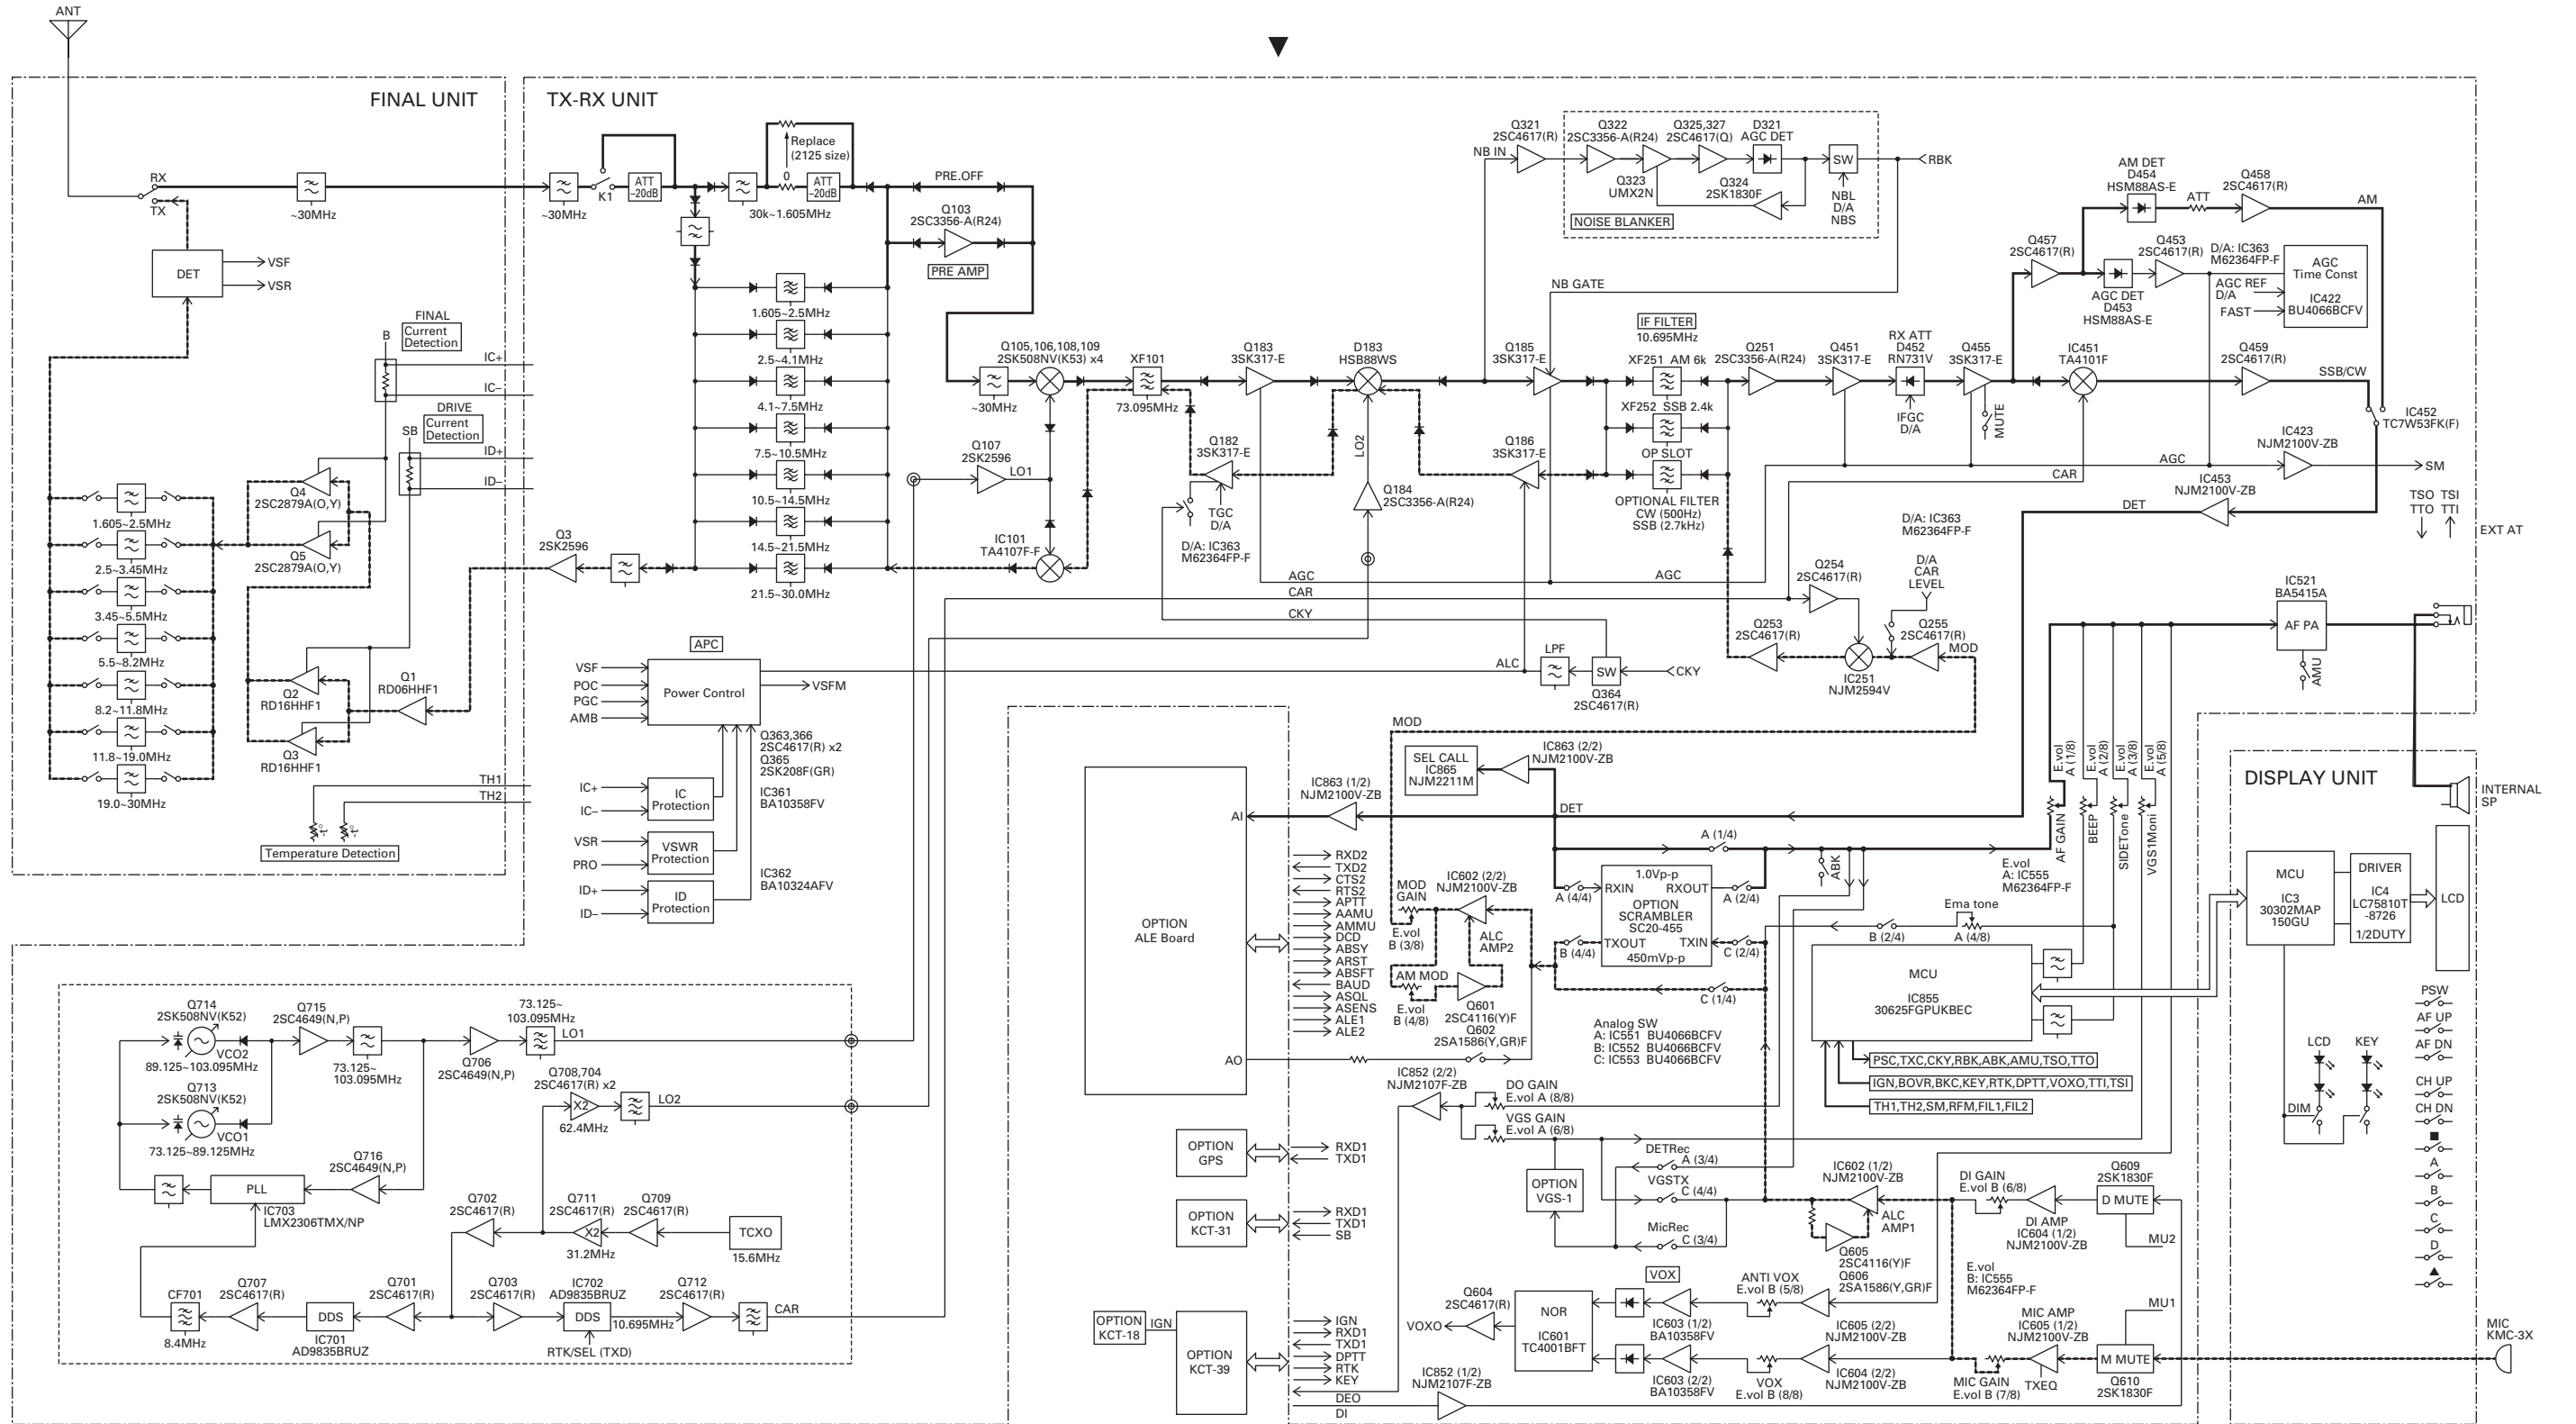 ANT
▼
FINAL UNIT
TX-RX UNIT
RX
TX
~30MHz
DET
VSF
VSR
FINAL
Current
Detection
B
IC+
IC–
DRIVE
Current
Detection
SB
ID+
ID–
Q4
2SC2879A(O,Y)
Q5
2SC2879A(O,Y)
1.605~2.5MHz
2.5~3.45MHz
3.45~5.5MHz
5.5~8.2MHz
8.2~11.8MHz
11.8~19.0MHz
19.0~30MHz
Q2
RD16HHF1
Q3
RD16HHF1
Q1
RD06HHF1
TH1
TH2
Temperature Detection
~30MHz
K1
ATT
–20dB
Replace
(2125 size)
0
ATT
–20dB
30k~1.605MHz
PRE.OFF
Q103
2SC3356-A(R24)
PRE AMP
1.605~2.5MHz
2.5~4.1MHz
4.1~7.5MHz
7.5~10.5MHz
10.5~14.5MHz
14.5~21.5MHz
21.5~30.0MHz
Q3
2SK2596
~30MHz
Q105,106,108,109
2SK508NV(K53) x4
XF101
73.095MHz
Q107
2SK2596
LO1
IC101
TA4107F-F
Q183
3SK317-E
Q182
3SK317-E
TGC
D/A
D/A: IC363
M62364FP-F
D183
HSB88WS
LO2
Q184
2SC3356-A(R24)
Q185
3SK317-E
Q186
3SK317-E
Q321
2SC4617(R)
NB IN
Q322
2SC3356-A(R24)
Q325,327
2SC4617(Q)
D321
AGC DET
SW
RBK
Q323
UMX2N
Q324
2SK1830F
NBL
D/A
NBS
NOISE BLANKER
NB GATE
IF FILTER
10.695MHz
XF251 AM 6k
XF252 SSB 2.4k
OP SLOT
OPTIONAL FILTER
CW (500Hz)
SSB (2.7kHz)
Q251
2SC3356-A(R24)
Q451
3SK317-E
RX ATT
D452
RN731V
IFGC
D/A
Q455
3SK317-E
MUTE
IC451
TA4101F
Q457
2SC4617(R)
AM DET
D454
HSM88AS-E
ATT
Q458
2SC4617(R)
AM
AGC DET
D453
HSM88AS-E
Q453
2SC4617(R)
D/A: IC363
M62364FP-F
AGC REF
D/A
FAST
AGC
Time Const
IC422
BU4066BCFV
Q459
2SC4617(R)
SSB/CW
IC452
TC7W53FK(F)
IC423
NJM2100V-ZB
AGC
SM
CAR
IC453
NJM2100V-ZB
DET
TSO TSI
TTO TTI
EXT AT
AGC
AGC
CAR
CKY
Q254
2SC4617(R)
D/A
CAR
LEVEL
D/A: IC363
M62364FP-F
Q253
2SC4617(R)
Q255
2SC4617(R)
MOD
IC251
NJM2594V
IC521
BA5415A
AF PA
AMU
ALC
LPF
SW
CKY
Q364
2SC4617(R)
APC
VSF
POC
PGC
AMB
Power Control
VSFM
Q363,366
2SC4617(R) x2
Q365
2SK208F(GR)
IC+
IC–
IC
Protection
IC361
BA10358FV
VSR
PRO
VSWR
Protection
IC362
BA10324AFV
ID+
ID–
ID
Protection
MOD
SEL CALL
IC865
NJM2211M
IC863 (2/2)
NJM2100V-ZB
IC863 (1/2)
NJM2100V-ZB
DET
AI
OPTION
ALE Board
AO
RXD2
TXD2
CTS2
RTS2
APTT
AAMU
AMMU
DCD
ABSY
ARST
ABSFT
BAUD
ASQL
ASENS
ALE1
ALE2
MOD
GAIN
E.vol
B (3/8)
IC602 (2/2)
NJM2100V-ZB
ALC
AMP2
AM MOD
E.vol
B (4/8)
Q601
2SC4116(Y)F
Q602
2SA1586(Y,GR)F
A (1/4)
A (4/4)
1.0Vp-p
RXIN RXOUT
OPTION
SCRAMBLER
SC20-455
TXOUT TXIN
450mVp-p
A (2/4)
B (4/4)
C (2/4)
C (1/4)
ABK
Analog SW
A: IC551 BU4066BCFV
B: IC552 BU4066BCFV
C: IC553 BU4066BCFV
E.vol
A: IC555
M62364FP-F
E.vol
A (1/8)
E.vol
A (2/8)
E.vol
A (3/8)
E.vol
A (5/8)
AF GAIN
BEEP
SIDETone
VGS1Moni
Ema tone
B (2/4)
A (4/8)
MCU
IC855
30625FGPUKBEC
PSC,TXC,CKY,RBK,ABK,AMU,TSO,TTO
IGN,BOVR,BKC,KEY,RTK,DPTT,VOXO,TTI,TSI
TH1,TH2,SM,RFM,FIL1,FIL2
DISPLAY UNIT
MCU
IC3
30302MAP
150GU
DRIVER
IC4
LC75810T
-8726
1/2DUTY
LCD
INTERNAL
SP
LCD
KEY
DIM
PSW
AF UP
AF DN
CH UP
CH DN
■
A
B
C
D
▲
Q714
2SK508NV(K52)
VCO2
89.125~103.095MHz
Q713
2SK508NV(K52)
VCO1
73.125~89.125MHz
Q715
2SC4649(N,P)
73.125~
103.095MHz
Q706
2SC4649(N,P)
73.125~
103.095MHz
LO1
Q708,704
2SC4617(R) x2
X2
62.4MHz
LO2
Q716
2SC4649(N,P)
PLL
IC703
LMX2306TMX/NP
Q702
2SC4617(R)
Q711
2SC4617(R)
X2
31.2MHz
Q709
2SC4617(R)
TCXO
15.6MHz
CF701
8.4MHz
Q707
2SC4617(R)
DDS
IC701
AD9835BRUZ
Q701
2SC4617(R)
Q703
2SC4617(R)
IC702
AD9835BRUZ
DDS
RTK/SEL (TXD)
10.695MHz
Q712
2SC4617(R)
CAR
OPTION
GPS
RXD1
TXD1
OPTION
KCT-31
RXD1
TXD1
SB
OPTION
KCT-18
IGN
OPTION
KCT-39
IGN
RXD1
TXD1
DPTT
RTK
KEY
DEO
DI
IC852 (2/2)
NJM2107F-ZB
DO GAIN
E.vol A (8/8)
VGS GAIN
E.vol A (6/8)
OPTION
VGS-1
DETRec
A (3/4)
VGSTX
C (4/4)
MicRec
C (3/4)
IC602 (1/2)
NJM2100V-ZB
ALC
AMP1
Q605
2SC4116(Y)F
Q606
2SA1586(Y,GR)F
DI GAIN
E.vol B (6/8)
DI AMP
IC604 (1/2)
NJM2100V-ZB
Q609
2SK1830F
D MUTE
MU2
E.vol
B: IC555
M62364FP-F
MIC AMP
IC605 (1/2)
NJM2100V-ZB
MU1
M MUTE
Q610
2SK1830F
MIC GAIN
E.vol B (7/8)
TXEQ
MIC
KMC-3X
VOX
ANTI VOX
E.vol B (5/8)
IC605 (2/2)
NJM2100V-ZB
IC603 (1/2)
BA10358FV
NOR
IC601
TC4001BFT
Q604
2SC4617(R)
VOXO
IC603 (2/2)
BA10358FV
VOX
E.vol B (8/8)
IC604 (2/2)
NJM2100V-ZB
IC852 (1/2)
NJM2107F-ZB